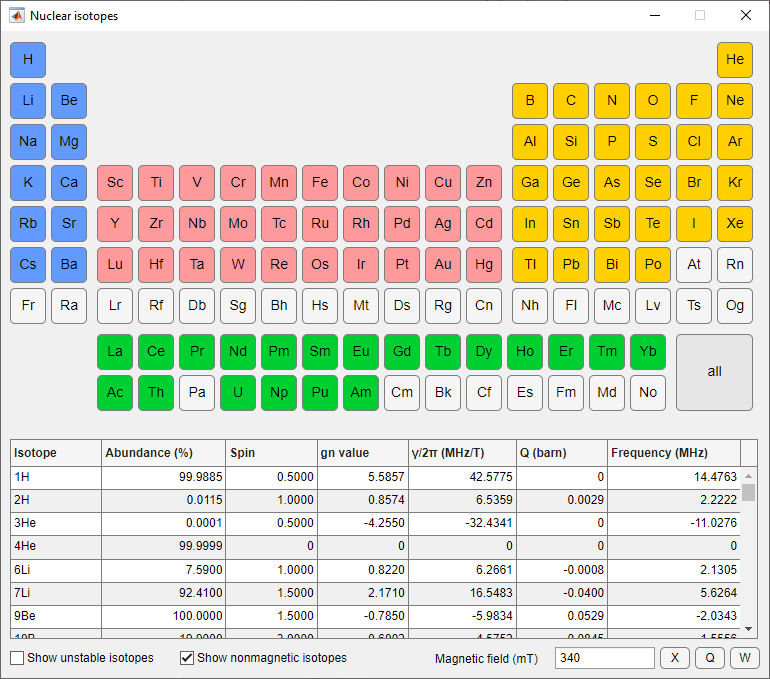 Nuclear isotopes
H He
Li Be B C N O F Ne
Na Mg Al Si P S Cl Ar
K Ca Sc Ti V Cr Mn Fe Co Ni Cu Zn Ga Ge As Se Br Kr
Rb Sr Y Zr Nb Mo Tc Ru Rh Pd Ag Cd In Sn Sb Te I Xe
Cs Ba Lu Hf Ta W Re Os Ir Pt Au Hg Tl Pb Bi Po At Rn
Fr Ra Lr Rf Db Sg Bh Hs Mt Ds Rg Cn Nh Fl Mc Lv Ts Og
La Ce Pr Nd Pm Sm Eu Gd Tb Dy Ho Er Tm Yb
all
Ac Th Pa U Np Pu Am Cm Bk Cf Es Fm Md No
Isotope Abundance (%) Spin gn value γ/2π (MHz/T) Q (barn) Frequency (MHz)
1H 99.9885 0.5000 5.5857 42.5775 0 14.4763
2H 0.0115 1.0000 0.8574 6.5359 0.0029 2.2222
3He 0.0001 0.5000 -4.2550 -32.4341 0 -11.0276
4He 99.9999 0 0 0 0 0
6Li 7.5900 1.0000 0.8220 6.2661 -0.0008 2.1305
7Li 92.4100 1.5000 2.1710 16.5483 -0.0400 5.6264
9Be 100.0000 1.5000 -0.7850 -5.9834 0.0529 -2.0343
Show unstable isotopes Show nonmagnetic isotopes Magnetic field (mT) 340 X Q W